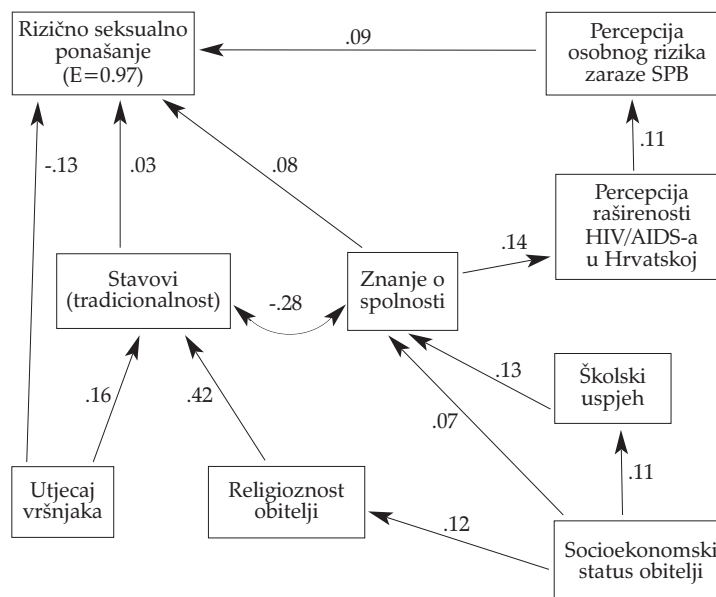 Rizično seksualno
ponašanje
(E=0.97)
.09
Percepcija
osobnog rizika
zaraze SPB
-.13
.03
.08
.11
Percepcija
raširenosti
HIV/AIDS-a
u Hrvatskoj
.14
Stavovi
(tradicionalnost)
-.28
Znanje o
spolnosti
.13
Školski
uspjeh
.16
.42
.07
.11
Utjecaj
vršnjaka
Religioznost
obitelji
.12
Socioekonomski
status obitelji